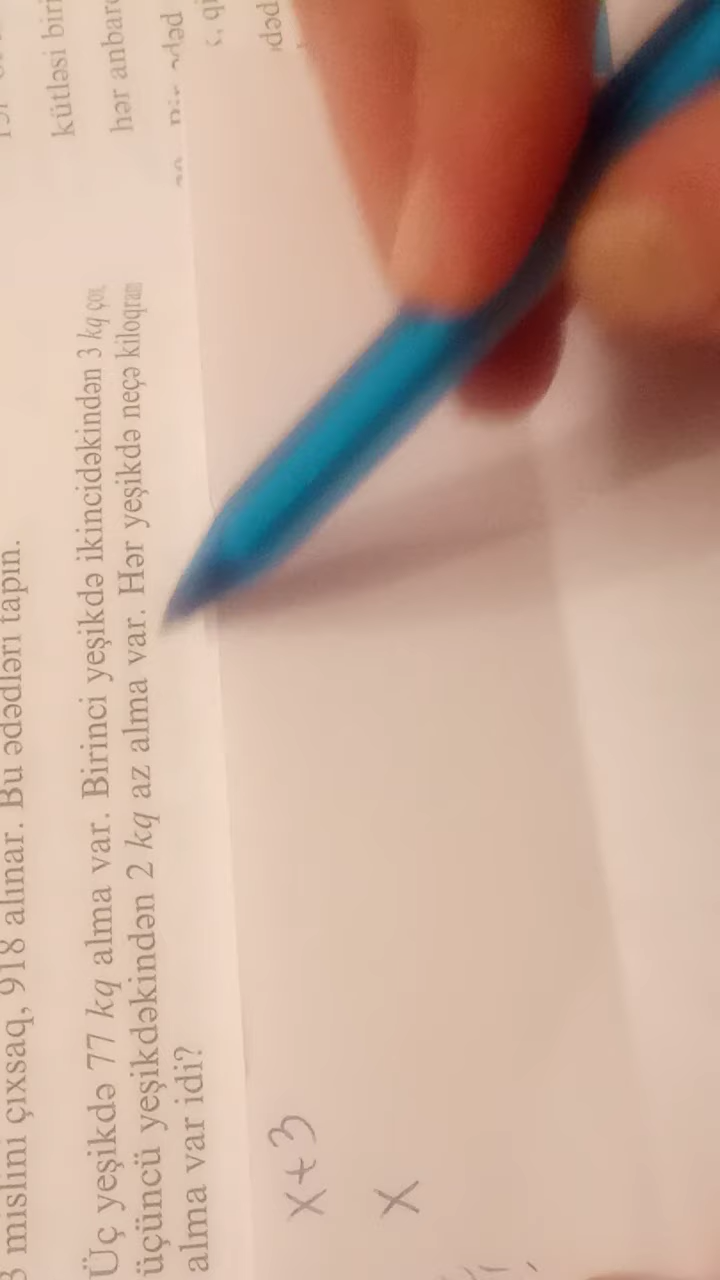 3 mislini çıxsaq, 918 alınar. Bu ədədləri tapın.
kütləsi biri
hər anbar
Üç yeşikdə 77 kq alma var. Birinci yeşikdə ikincidəkindən 3 kq çox
üçüncü yeşikdəkindən 2 kq az alma var. Hər yeşikdə neçə kiloqram
alma var idi?
x+3
x